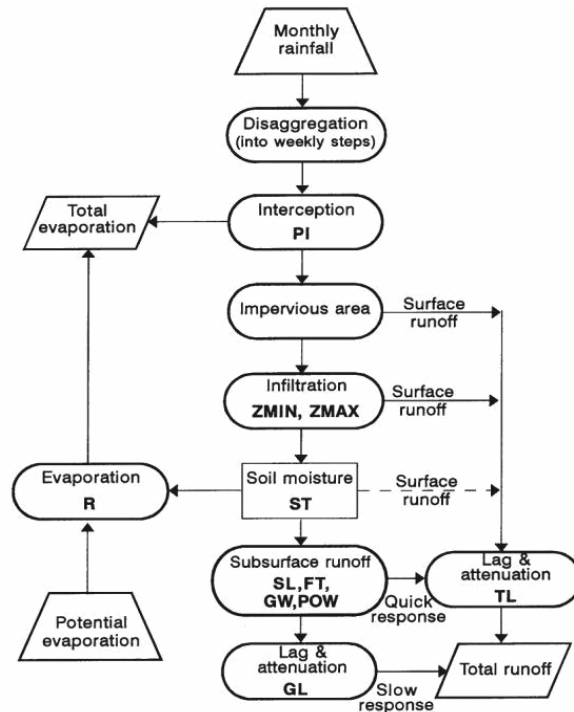 Monthly
rainfall
Disaggregation
(into weekly steps)
Total
evaporation
Interception
PI
Impervious area
Surface
runoff
Infiltration
ZMIN, ZMAX
Surface
runoff
Evaporation
R
Soil moisture
ST
Surface
runoff
Subsurface runoff
SL,FT,
GW,POW
Quick
response
Lag &
attenuation
TL
Potential
evaporation
Lag &
attenuation
GL
Slow
response
Total runoff